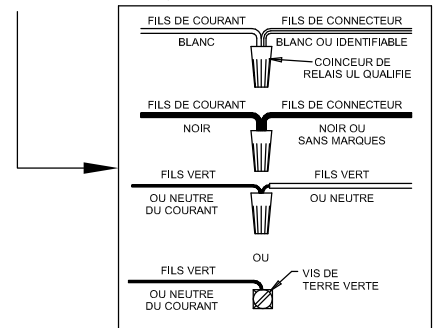 FILS DE COURANT FILS DE CONNECTEUR
BLANC BLANC OU IDENTIFIABLE
COINCEUR DE
RELAIS UL QUALIFIE
FILS DE COURANT FILS DE CONNECTEUR
NOIR NOIR OU
SANS MARQUES
FILS VERT FILS VERT
OU NEUTRE OU NEUTRE
DU COURANT
OU
FILS VERT VIS DE
TERRE VERTE
OU NEUTRE
DU COURANT